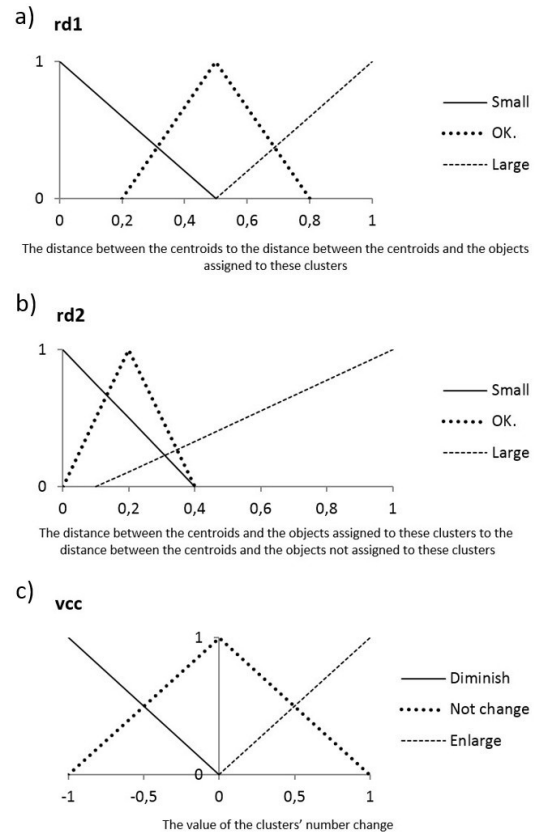 a)
rd1
1
0
0
0,2
0,4
0,6
0,8
1
Small
OK.
Large
The distance between the centroids to the distance between the centroids and the objects
assigned to these clusters
b)
rd2
1
0
0
0,2
0,4
0,6
0,8
1
Small
OK.
Large
The distance between the centroids and the objects assigned to these clusters to the
distance between the centroids and the objects not assigned to these clusters
c)
vcc
1
0
-1
-0,5
0
0,5
1
Diminish
Not change
Enlarge
The value of the clusters' number change